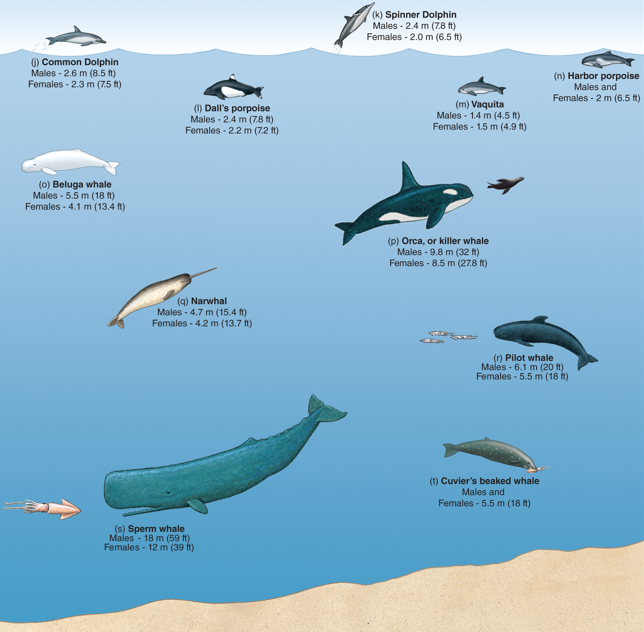 (k) Spinner Dolphin
Males - 2.4 m (7.8 ft)
Females - 2.0 m (6.5 ft)
(j) Common Dolphin
Males - 2.6 m (8.5 ft)
Females - 2.3 m (7.5 ft)
(n) Harbor porpoise
Males and
Females - 2 m (6.5 ft)
(l) Dall's porpoise
Males - 2.4 m (7.8 ft)
Females - 2.2 m (7.2 ft)
(m) Vaquita
Males - 1.4 m (4.5 ft)
Females - 1.5 m (4.9 ft)
(o) Beluga whale
Males - 5.5 m (18 ft)
Females - 4.1 m (13.4 ft)
(p) Orca, or killer whale
Males - 9.8 m (32 ft)
Females - 8.5 m (27.8 ft)
(q) Narwhal
Males - 4.7 m (15.4 ft)
Females - 4.2 m (13.7 ft)
(r) Pilot whale
Males - 6.1 m (20 ft)
Females - 5.5 m (18 ft)
(t) Cuvier's beaked whale
Males and
Females - 5.5 m (18 ft)
(s) Sperm whale
Males - 18 m (59 ft)
Females - 12 m (39 ft)